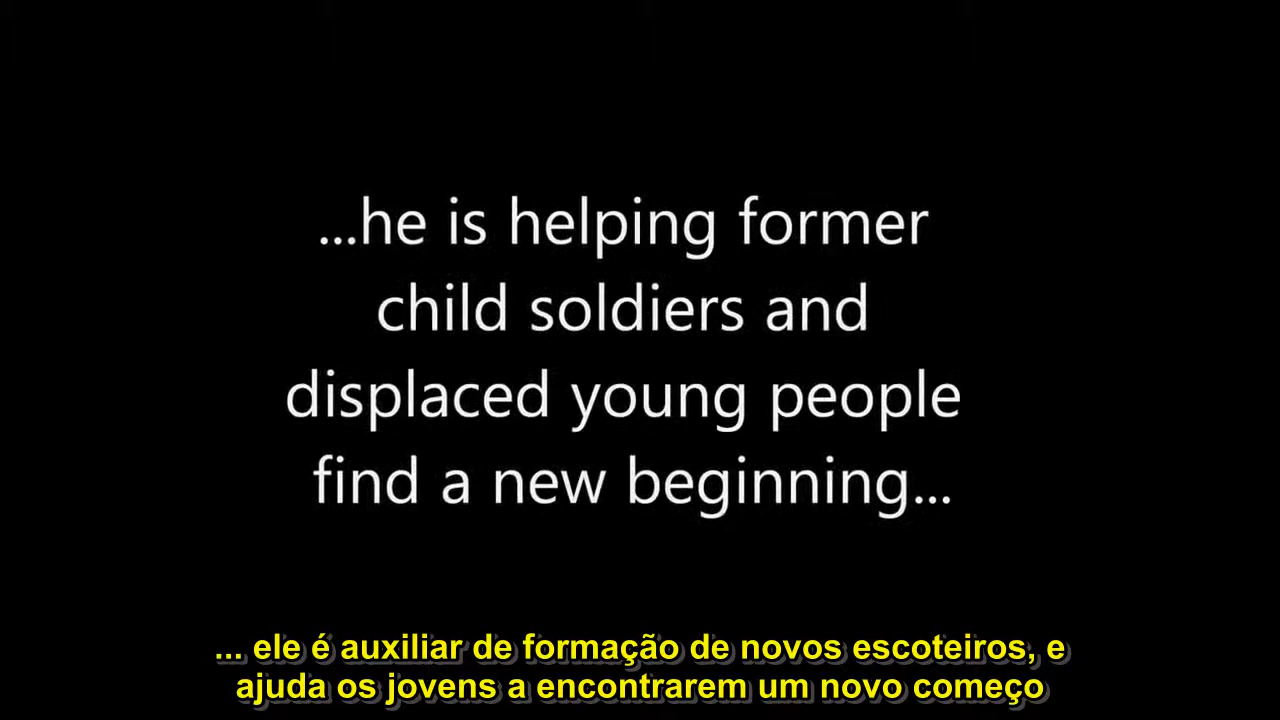 ...he is helping former
child soldiers and
displaced young people
find a new beginning...
... ele é auxiliar de formação de novos escoteiros, e
ajuda os jovens a encontrarem um novo começo